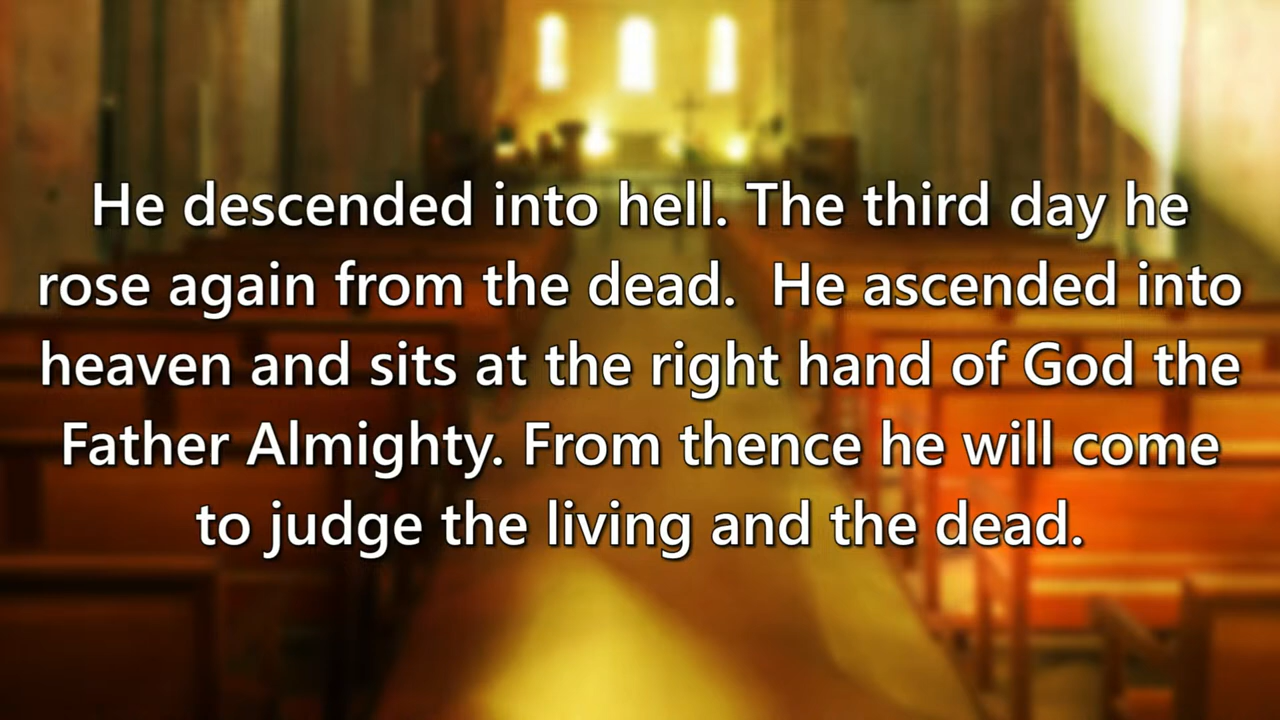 He descended into hell. The third day he
rose again from the dead.  He ascended into
heaven and sits at the right hand of God the
Father Almighty. From thence he will come
to judge the living and the dead.